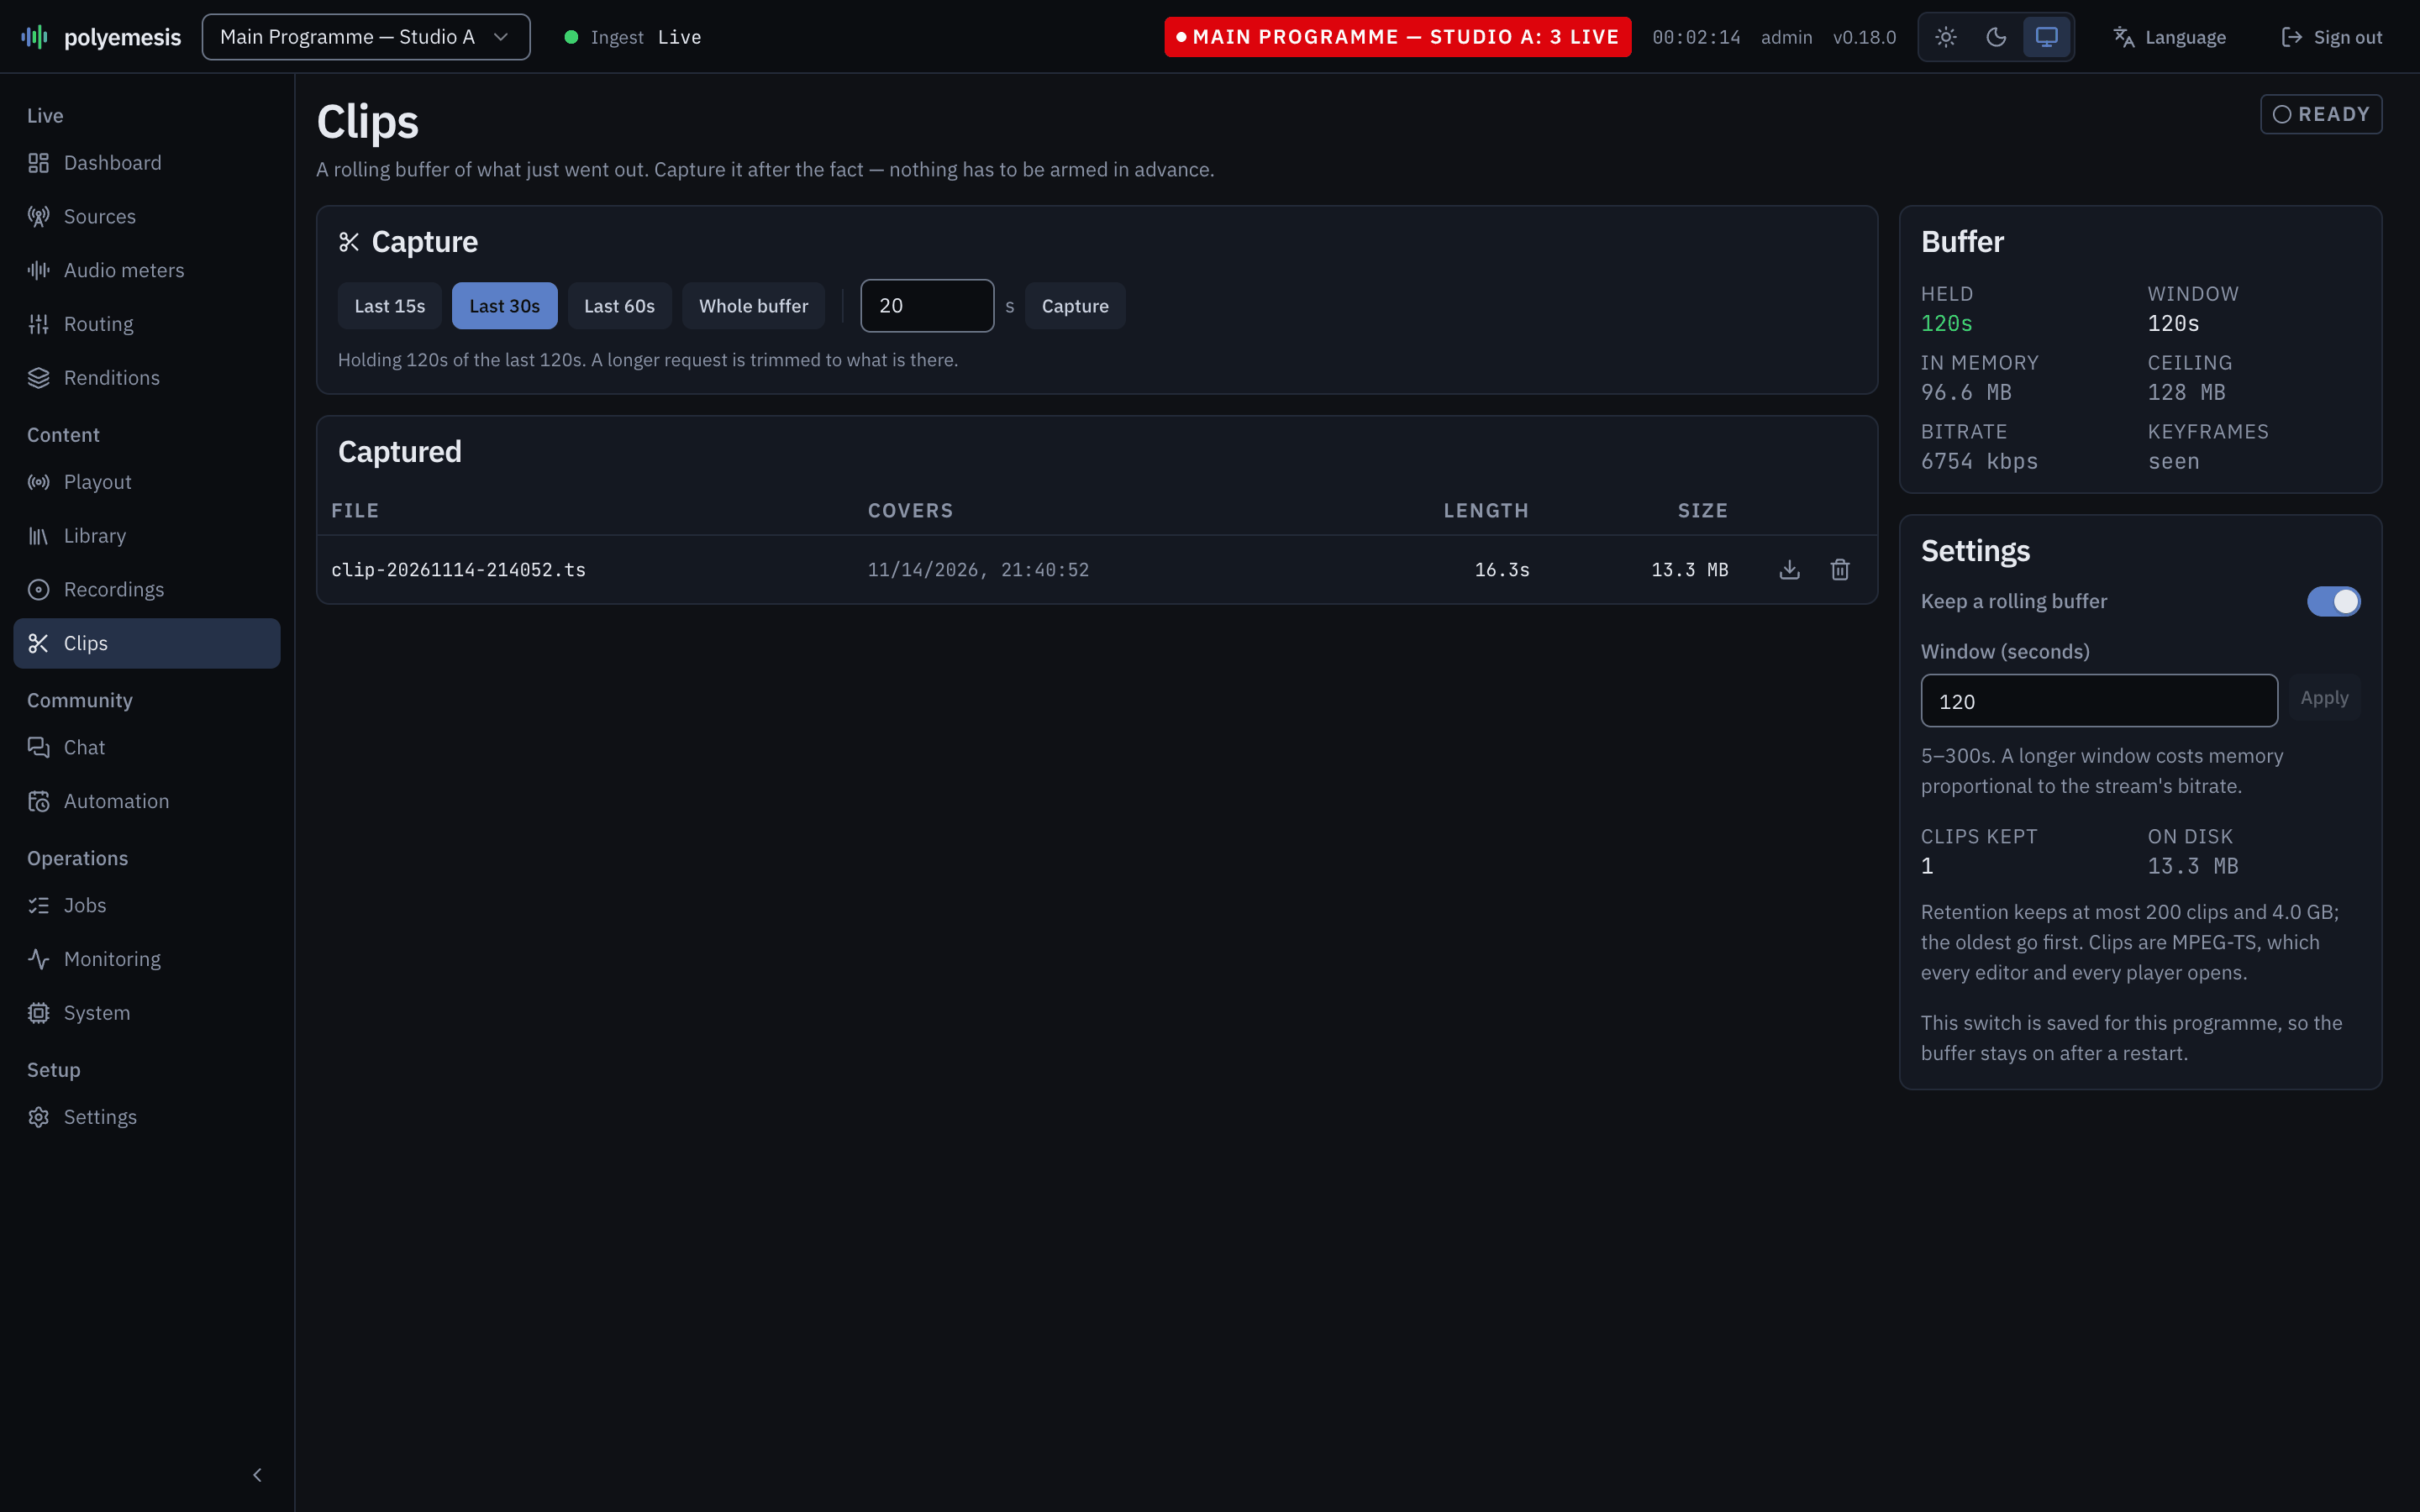 polyemesis
Main Programme — Studio A
Ingest Live
MAIN PROGRAMME — STUDIO A: 3 LIVE
00:02:14
admin
v0.18.0
Language
Sign out
Live
Dashboard
Sources
Audio meters
Routing
Renditions
Content
Playout
Library
Recordings
Clips
Community
Chat
Automation
Operations
Jobs
Monitoring
System
Setup
Settings
Clips
READY
A rolling buffer of what just went out. Capture it after the fact — nothing has to be armed in advance.
Capture
Last 15s
Last 30s
Last 60s
Whole buffer
20
s
Capture
Holding 120s of the last 120s. A longer request is trimmed to what is there.
Captured
FILE COVERS LENGTH SIZE
clip-20261114-214052.ts 11/14/2026, 21:40:52 16.3s 13.3 MB
Buffer
HELD WINDOW
120s 120s
IN MEMORY CEILING
96.6 MB 128 MB
BITRATE KEYFRAMES
6754 kbps seen
Settings
Keep a rolling buffer
Window (seconds)
120
Apply
5–300s. A longer window costs memory
proportional to the stream's bitrate.
CLIPS KEPT ON DISK
1 13.3 MB
Retention keeps at most 200 clips and 4.0 GB;
the oldest go first. Clips are MPEG-TS, which
every editor and every player opens.
This switch is saved for this programme, so the
buffer stays on after a restart.